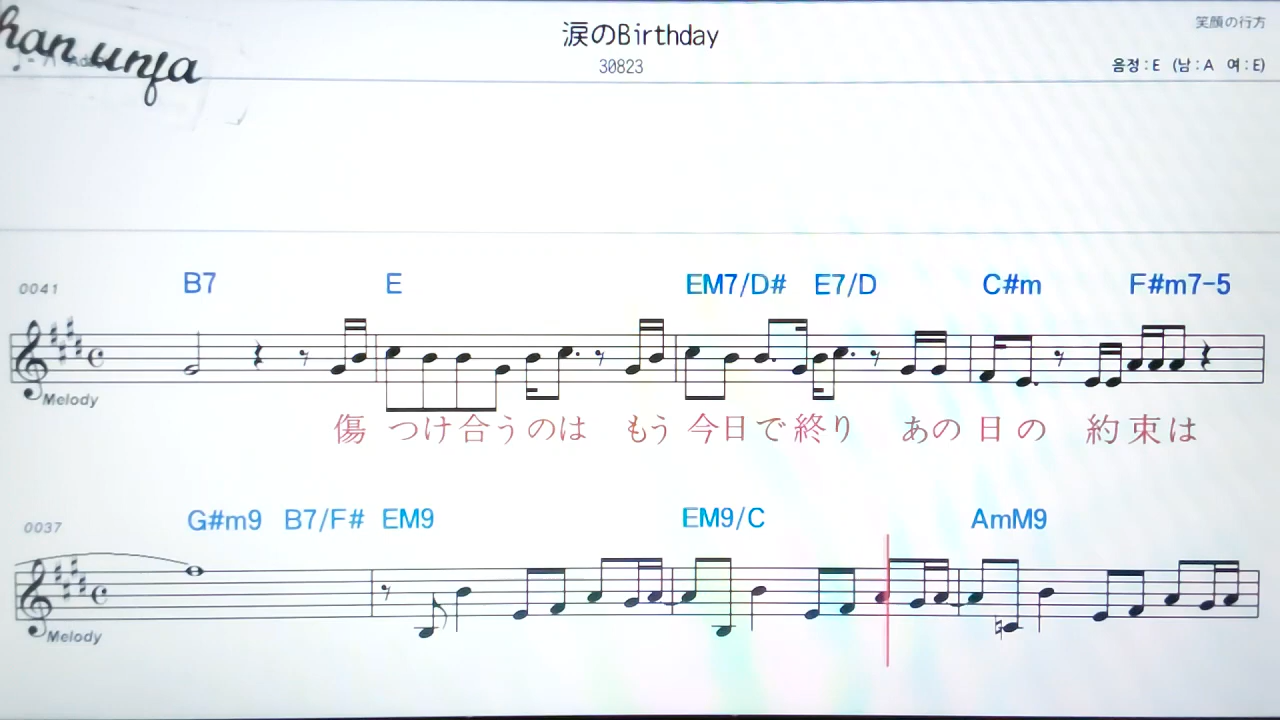 han unja
涙のBirthday
30823
笑顔の行方
음정:E (남:A 여:E)
0041
B7 E EM7/D# E7/D C#m F#m7-5
Melody
傷つけ合うのは もう今日で終り あの日の 約束は
0037
G#m9 B7/F# EM9 EM9/C AmM9
Melody